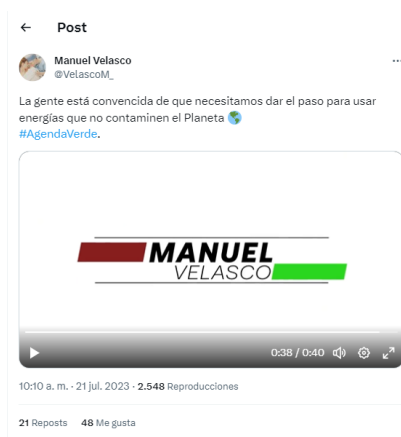 Post
Manuel Velasco
@VelascoM_
La gente está convencida de que necesitamos dar el paso para usar
energías que no contaminen el Planeta 🌎
#AgendaVerde.
MANUEL
VELASCO
0:38 / 0:40
10:10 a. m. · 21 jul. 2023 · 2.548 Reproducciones
21 Reposts 48 Me gusta